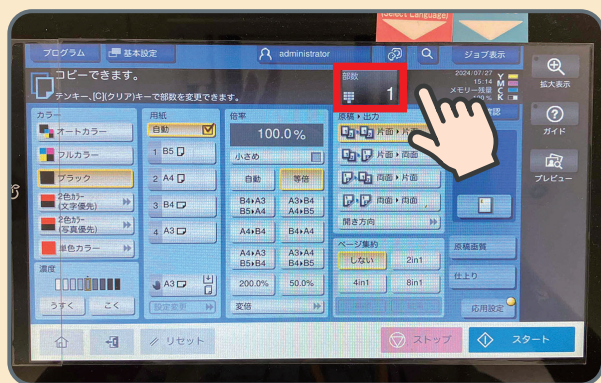 (Select Language)
プログラム
基本設定
administrator
ジョブ表示
コピーできます。
テンキー、[C](クリア)キーで部数を変更できます。
部数
1
2024/07/27
15:14
メモリー残量
100%
Y
M
C
K
拡大表示
ガイド
プレビュー
カラー
オートカラー
フルカラー
ブラック
2色カラー
(文字優先)
2色カラー
(写真優先)
単色カラー
濃度
うすく
こく
用紙
自動
1 B5
2 A4
3 B4
4 A3
A3
設定変更
倍率
100.0%
小さめ
自動
等倍
B4▸A3
B5▸A4
A3▸B4
A4▸B5
A4▸B4
B4▸A4
A4▸A3
B5▸B4
A3▸A4
B4▸B5
200.0%
50.0%
変倍
原稿▸出力
片面▸片面
片面▸両面
両面▸片面
両面▸両面
開き方向
ページ集約
しない
2in1
4in1
8in1
確認
原稿画質
仕上り
応用設定
リセット
ストップ
スタート